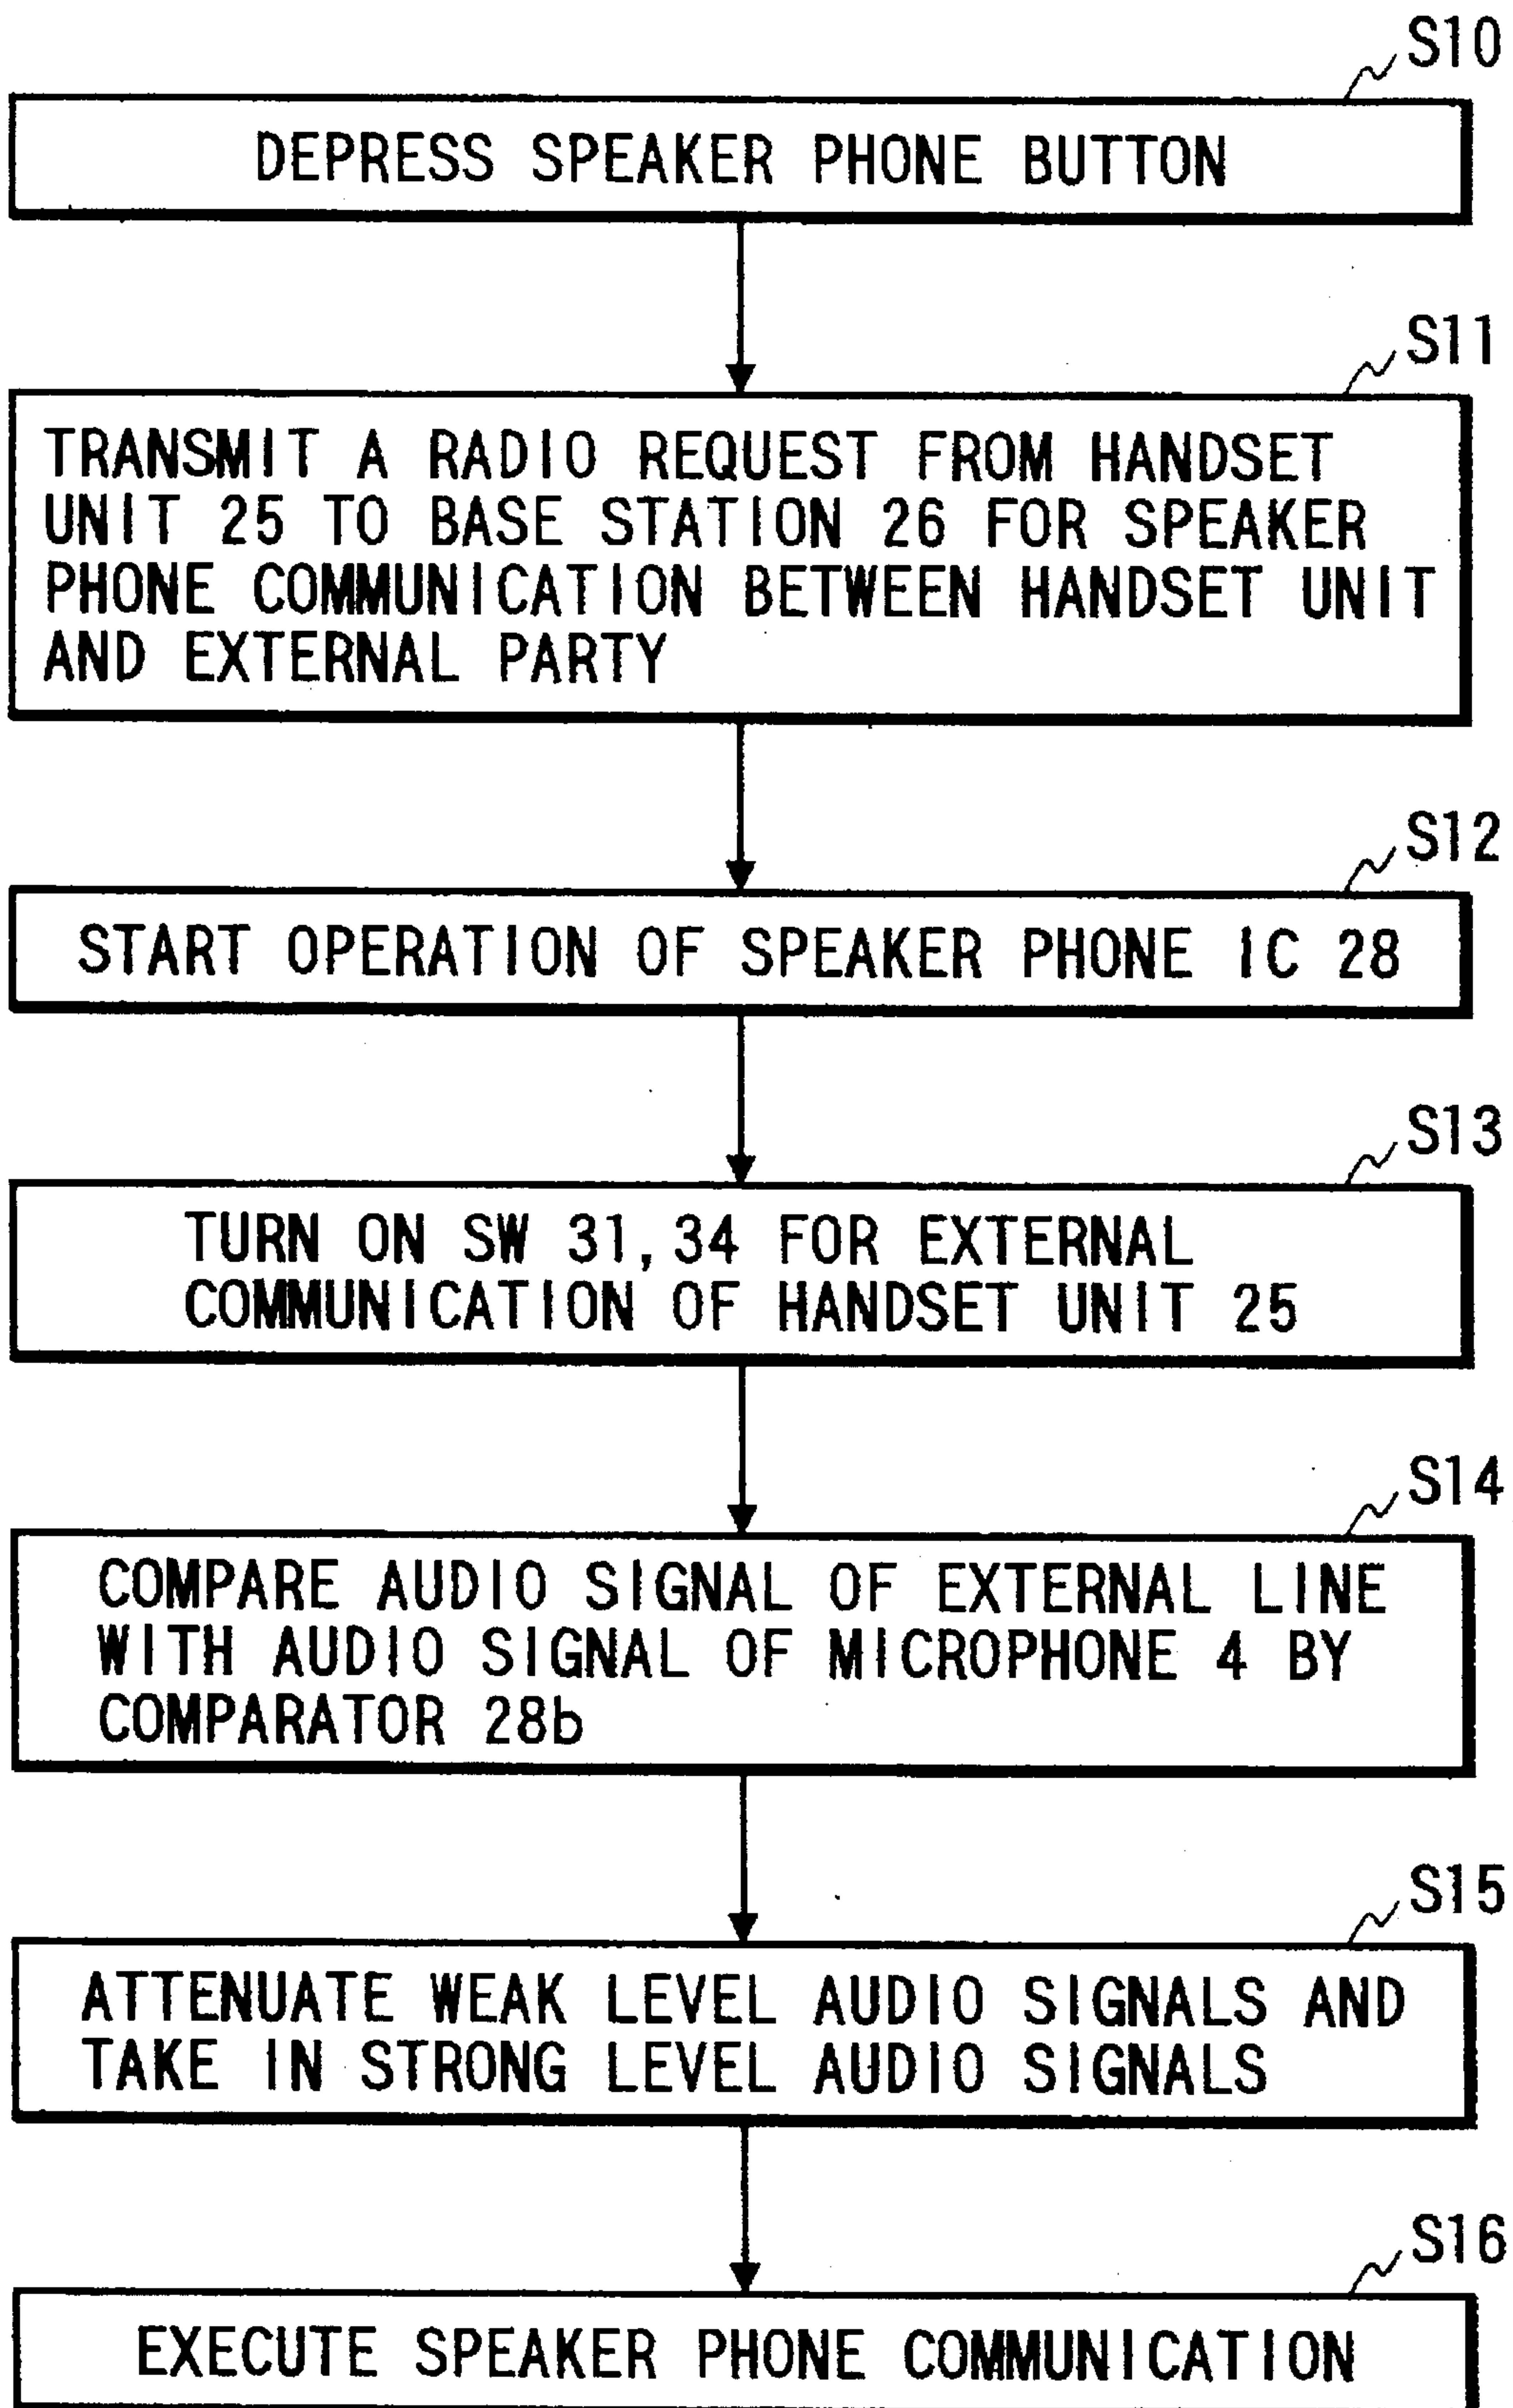 S10
DEPRESS SPEAKER PHONE BUTTON
S11
TRANSMIT A RADIO REQUEST FROM HANDSET
UNIT 25 TO BASE STATION 26 FOR SPEAKER
PHONE COMMUNICATION BETWEEN HANDSET UNIT
AND EXTERNAL PARTY
S12
START OPERATION OF SPEAKER PHONE IC 28
S13
TURN ON SW 31, 34 FOR EXTERNAL
COMMUNICATION OF HANDSET UNIT 25
S14
COMPARE AUDIO SIGNAL OF EXTERNAL LINE
WITH AUDIO SIGNAL OF MICROPHONE 4 BY
COMPARATOR 28b
S15
ATTENUATE WEAK LEVEL AUDIO SIGNALS AND
TAKE IN STRONG LEVEL AUDIO SIGNALS
S16
EXECUTE SPEAKER PHONE COMMUNICATION